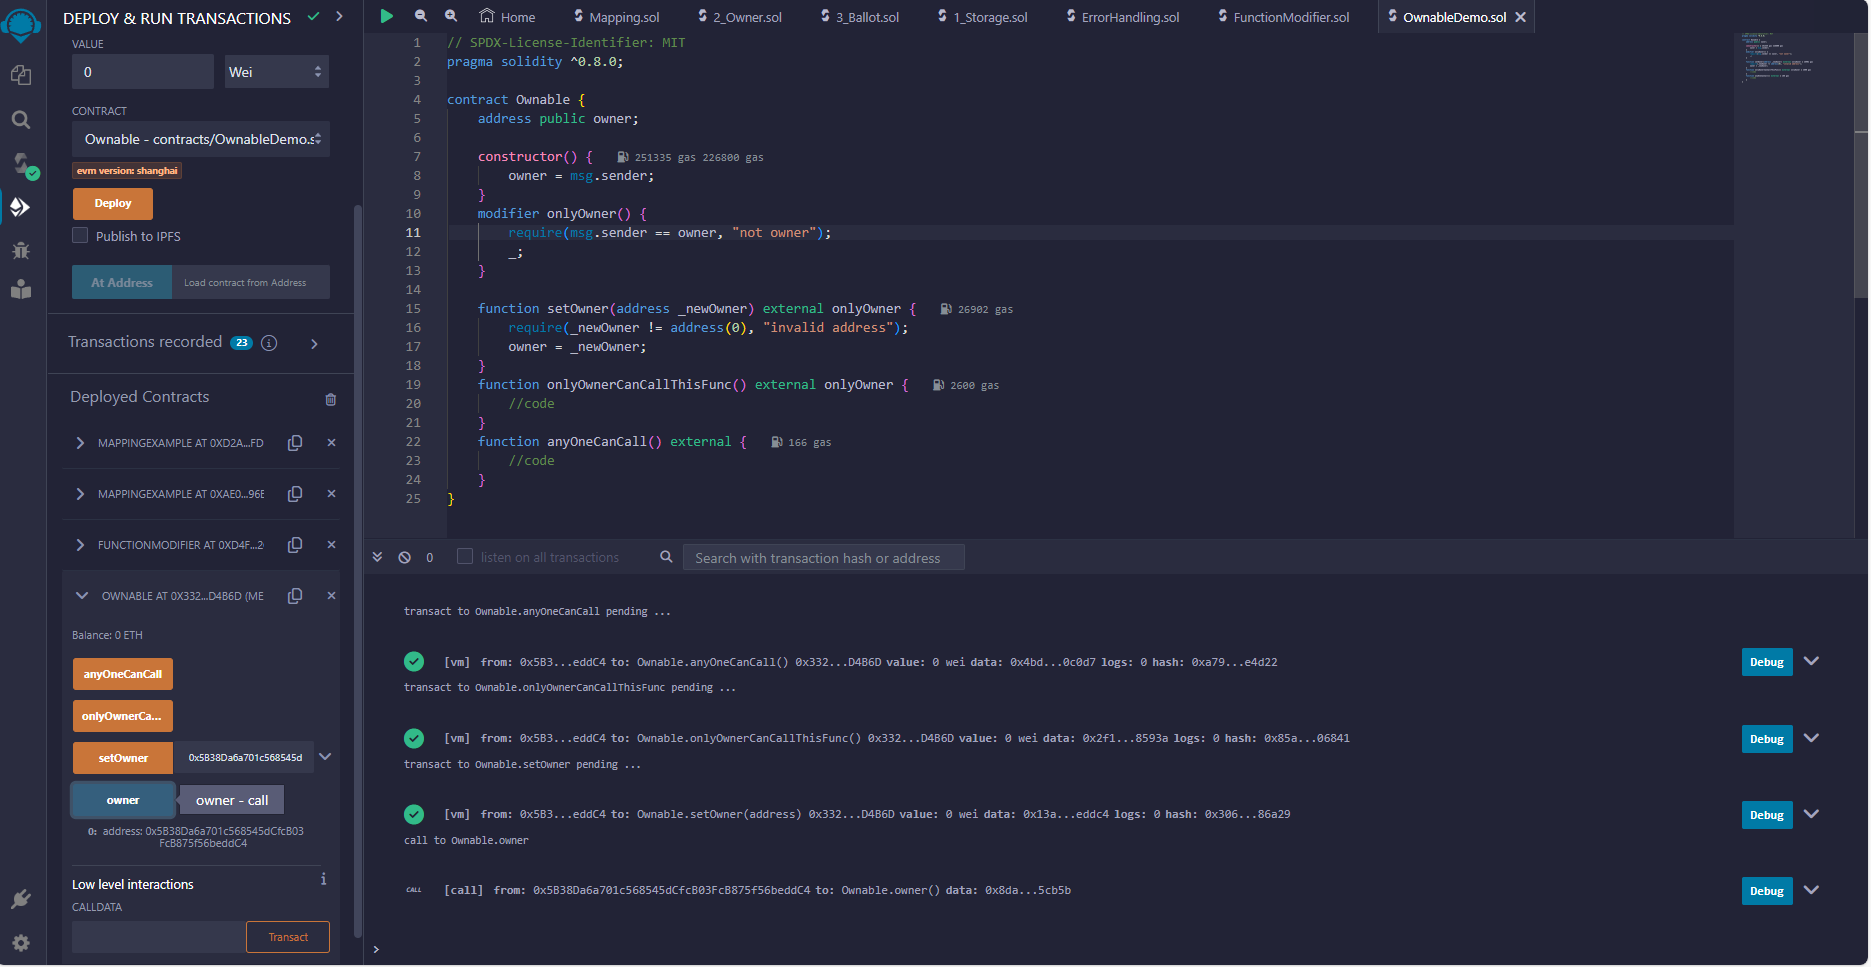 DEPLOY & RUN TRANSACTIONS
VALUE
0
Wei
CONTRACT
Ownable - contracts/OwnableDemo.s
evm version: shanghai
Deploy
Publish to IPFS
At Address
Load contract from Address
Transactions recorded 23 i
Deployed Contracts
MAPPINGEXAMPLE AT 0XD2A...FD
MAPPINGEXAMPLE AT 0XAE0...96E
FUNCTIONMODIFIER AT 0XD4F...2
OWNABLE AT 0X332...D4B6D (ME
Balance: 0 ETH
anyOneCanCall
onlyOwnerCa...
setOwner 0x5B38Da6a701c568545d
owner owner - call
0: address: 0x5B38Da6a701c568545dCfcB03
FcB875f56beddC4
Low level interactions i
CALLDATA
Transact
Home Mapping.sol 2_Owner.sol 3_Ballot.sol 1_Storage.sol ErrorHandling.sol FunctionModifier.sol OwnableDemo.sol
1 // SPDX-License-Identifier: MIT
2 pragma solidity ^0.8.0;
3
4 contract Ownable {
5 address public owner;
6
7 constructor() { 251335 gas 226800 gas
8 owner = msg.sender;
9 }
10 modifier onlyOwner() {
11 require(msg.sender == owner, "not owner");
12 _;
13 }
14
15 function setOwner(address _newOwner) external onlyOwner { 26902 gas
16 require(_newOwner != address(0), "invalid address");
17 owner = _newOwner;
18 }
19 function onlyOwnerCanCallThisFunc() external onlyOwner { 2600 gas
20 //code
21 }
22 function anyOneCanCall() external { 166 gas
23 //code
24 }
25 }
0 listen on all transactions Search with transaction hash or address
transact to Ownable.anyOneCanCall pending ...
[vm] from: 0x5B3...eddC4 to: Ownable.anyOneCanCall() 0x332...D4B6D value: 0 wei data: 0x4bd...0c0d7 logs: 0 hash: 0xa79...e4d22 Debug
transact to Ownable.onlyOwnerCanCallThisFunc pending ...
[vm] from: 0x5B3...eddC4 to: Ownable.onlyOwnerCanCallThisFunc() 0x332...D4B6D value: 0 wei data: 0x2f1...8593a logs: 0 hash: 0x85a...06841 Debug
transact to Ownable.setOwner pending ...
[vm] from: 0x5B3...eddC4 to: Ownable.setOwner(address) 0x332...D4B6D value: 0 wei data: 0x13a...eddc4 logs: 0 hash: 0x306...86a29 Debug
call to Ownable.owner
CALL [call] from: 0x5B38Da6a701c568545dCfcB03FcB875f56beddC4 to: Ownable.owner() data: 0x8da...5cb5b Debug
>